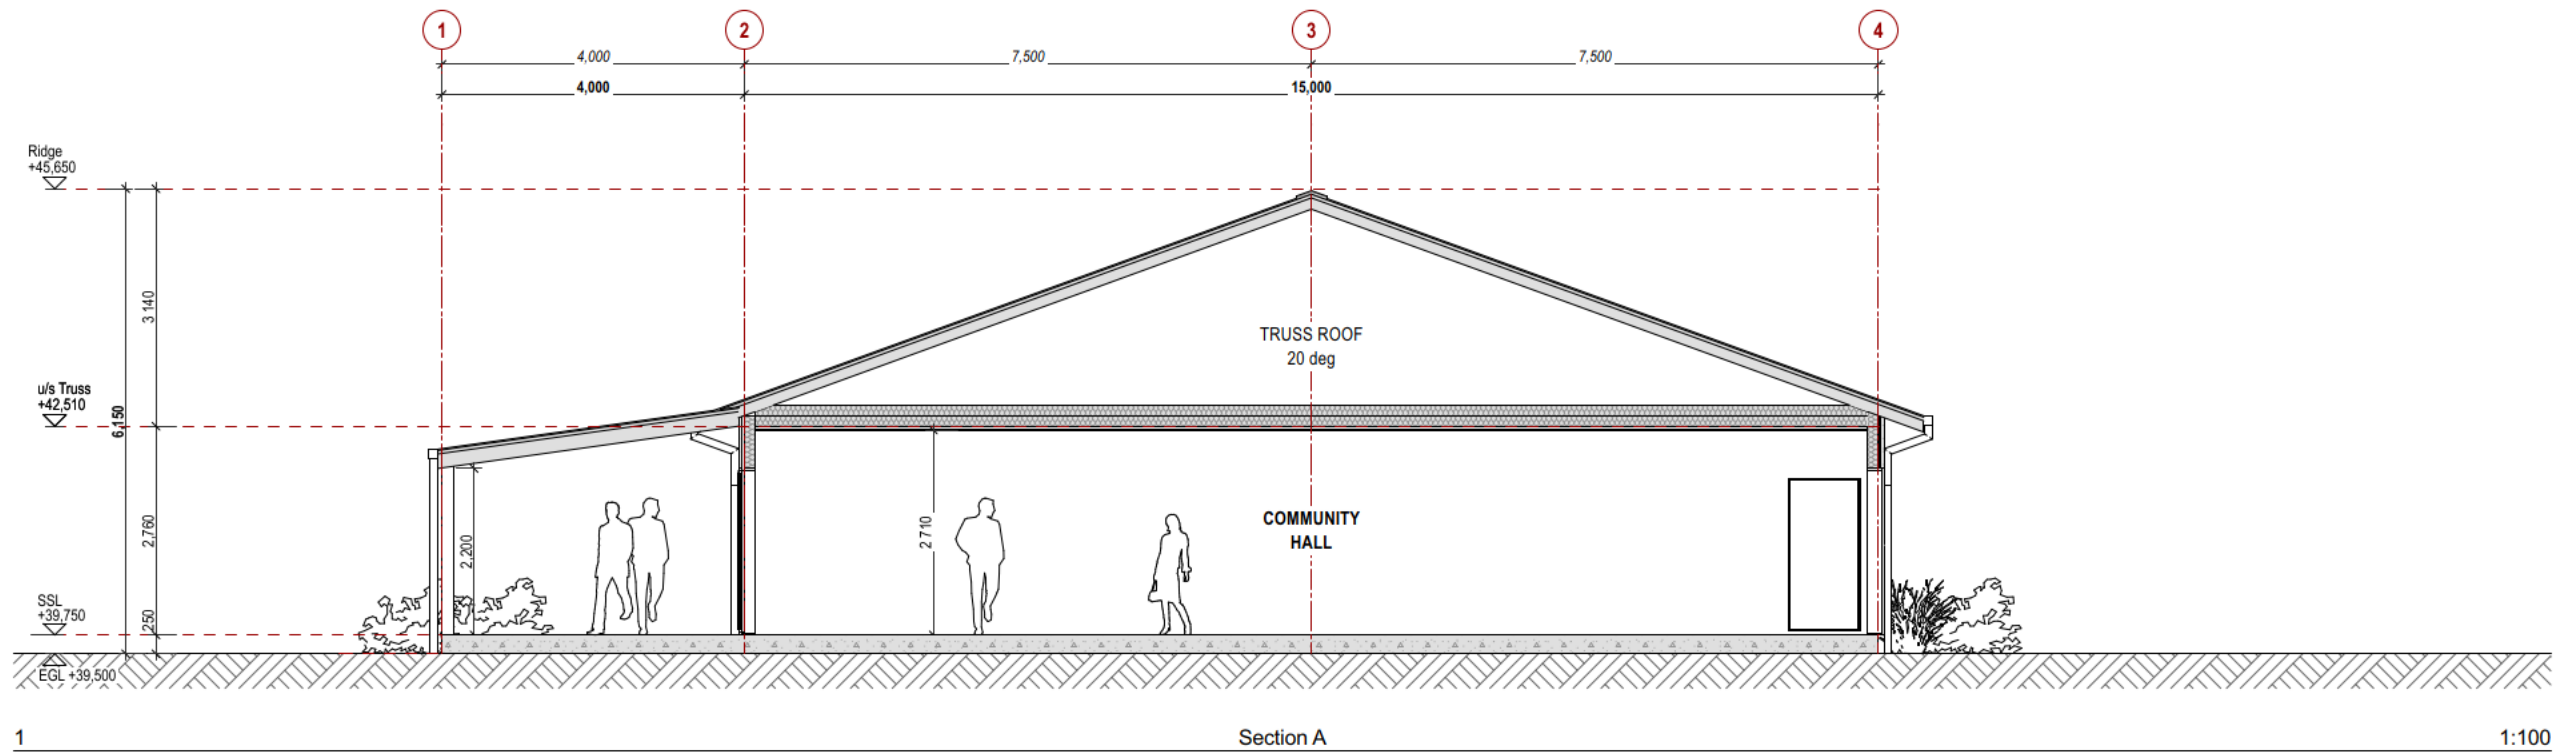 1
2
3
4
4,000
7,500
7,500
4,000
15,000
Ridge
+45,650
3 140
u/s Truss
+42,510
6,150
TRUSS ROOF
20 deg
2,760
2,200
2 710
COMMUNITY
HALL
SSL
+39,750
250
EGL +39,500
1
Section A
1:100